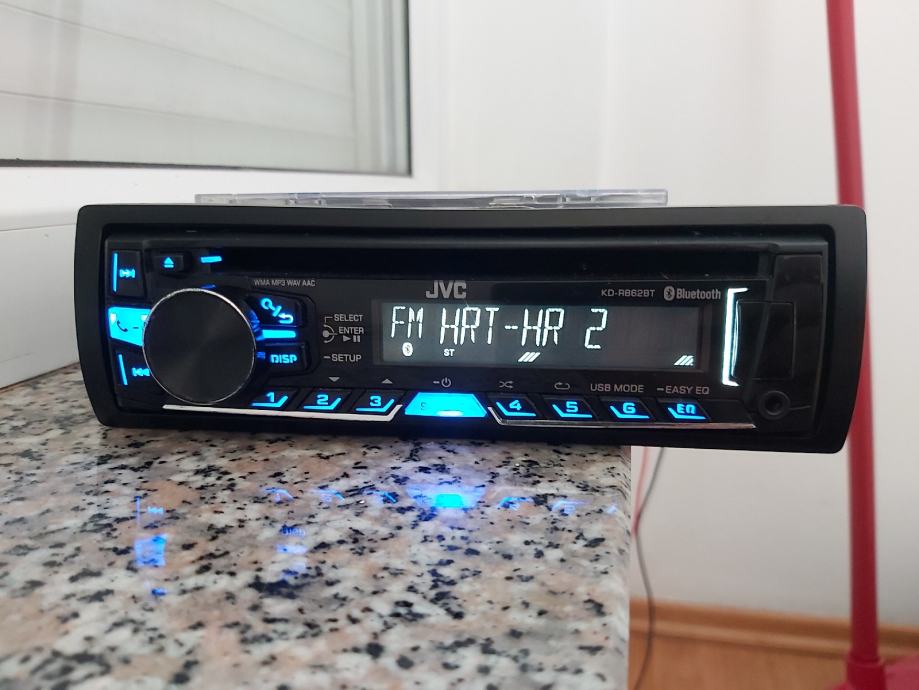 WMA MP3 WAV AAC
JVC
KD-R862BT Bluetooth
SELECT
ENTER
SETUP
FM HRT-HR 2
ST
DISP
USB MODE
EASY EQ
1 2 3 S 4 5 6 EQ